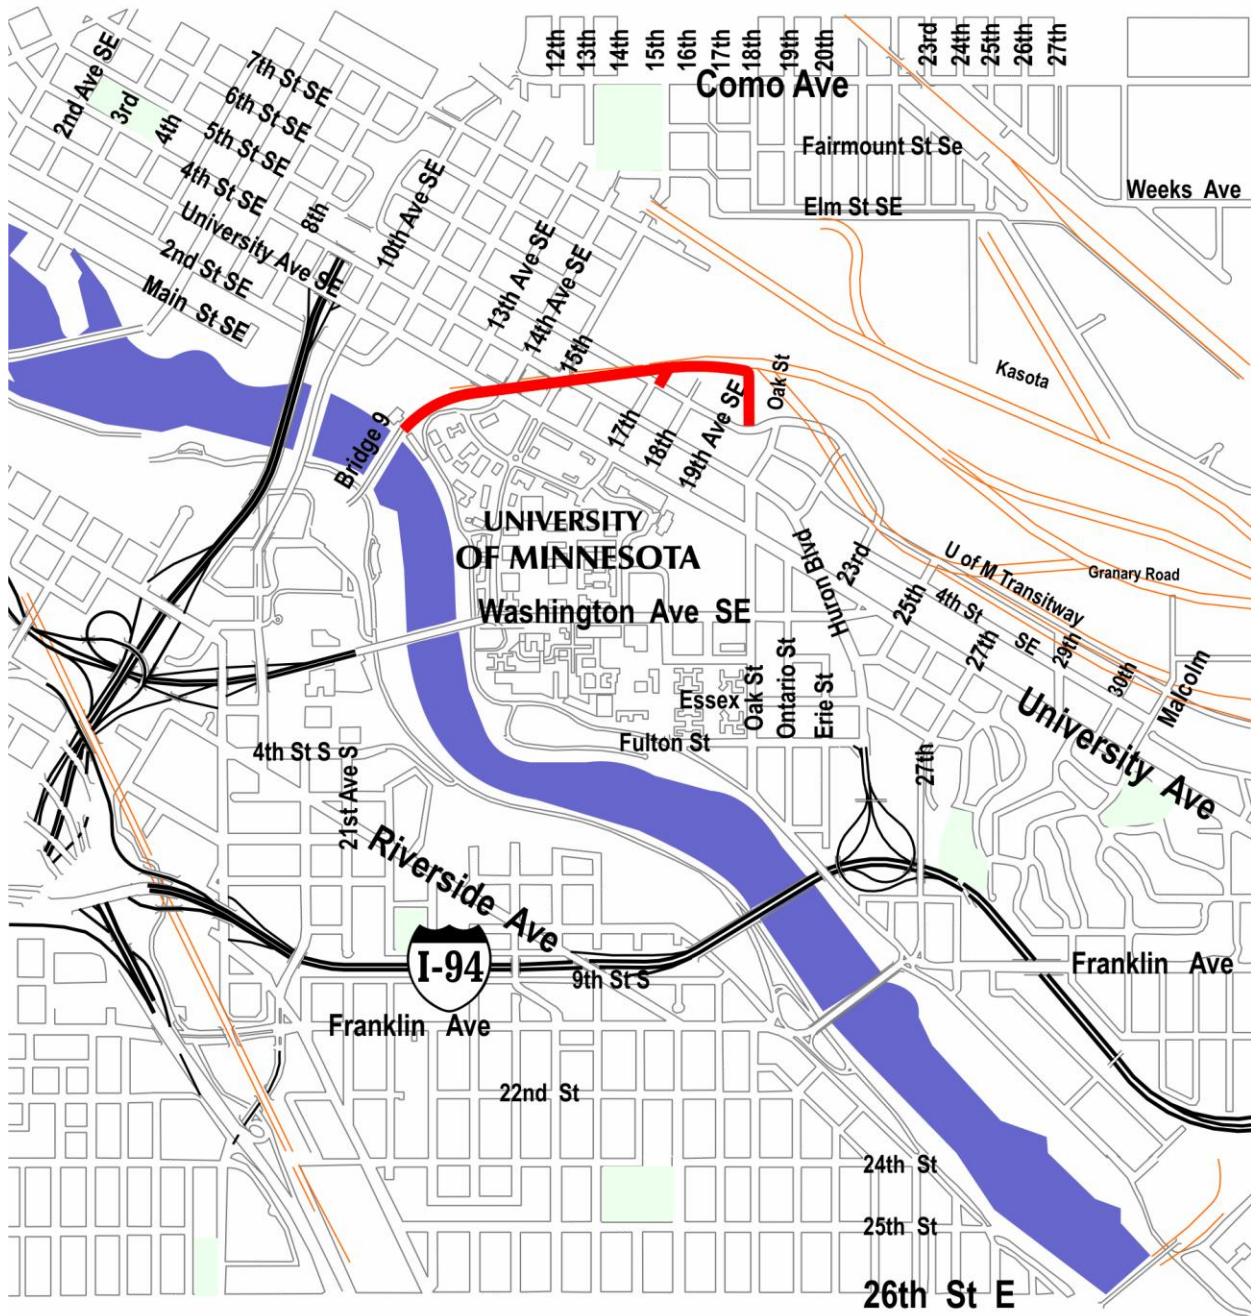 12th
13th
14th
15th
16th
17th
18th
19th
20th
23rd
24th
25th
26th
27th
Como Ave
2nd Ave SE
3rd
4th
7th St SE
6th St SE
5th St SE
4th St SE
University Ave SE
2nd St SE
Main St SE
8th
10th Ave SE
13th Ave SE
14th Ave SE
15th
Fairmount St Se
Elm St SE
Weeks Ave
Kasota
Oak St
17th
18th
19th Ave SE
Bridge 9
UNIVERSITY
OF MINNESOTA
Washington Ave SE
Huron Blvd
23rd
25th
27th
4th St SE
29th
30th
Malcolm
U of M Transitway
Granary Road
University Ave
Essex
Oak St
Ontario St
Erie St
Fulton St
27th
4th St S
21st Ave S
Riverside Ave
I-94
9th St S
Franklin Ave
Franklin Ave
22nd St
24th St
25th St
26th St E